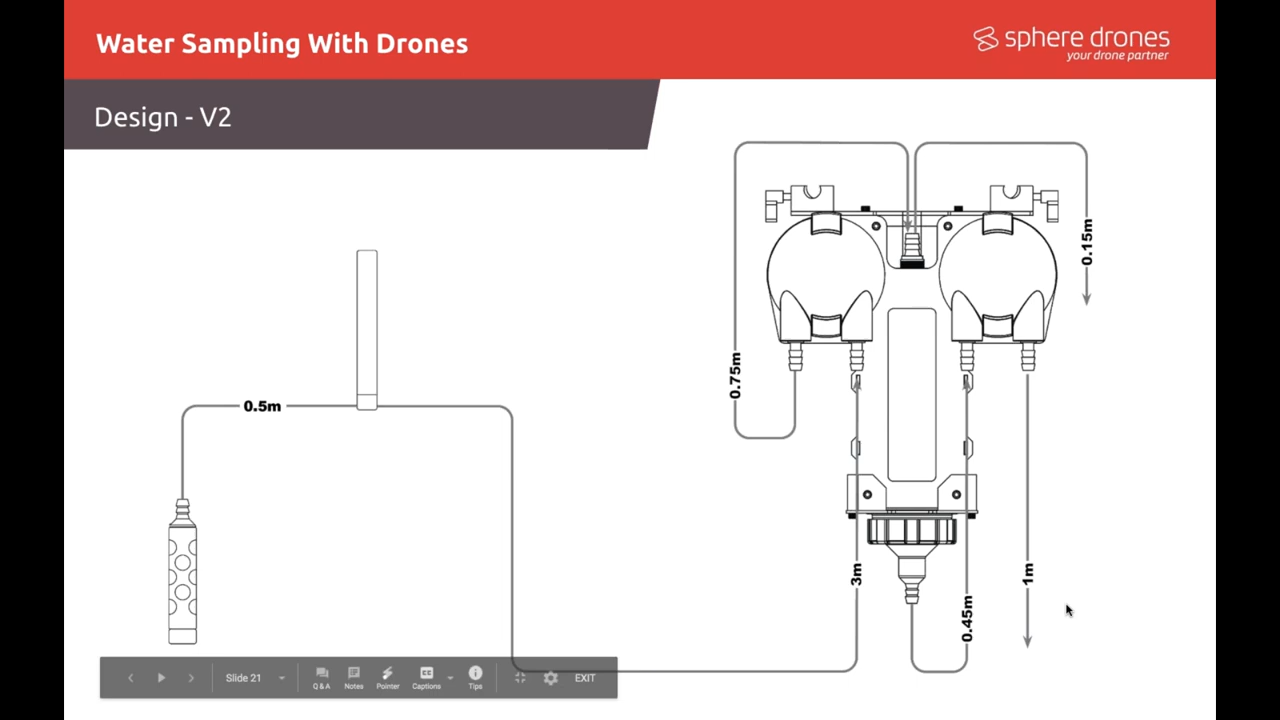 Water Sampling With Drones
sphere drones
your drone partner
Design - V2
0.15m
0.75m
0.5m
3m
1m
0.45m
Slide 21
Q & A
Notes
Pointer
CC
Captions
Tips
EXIT